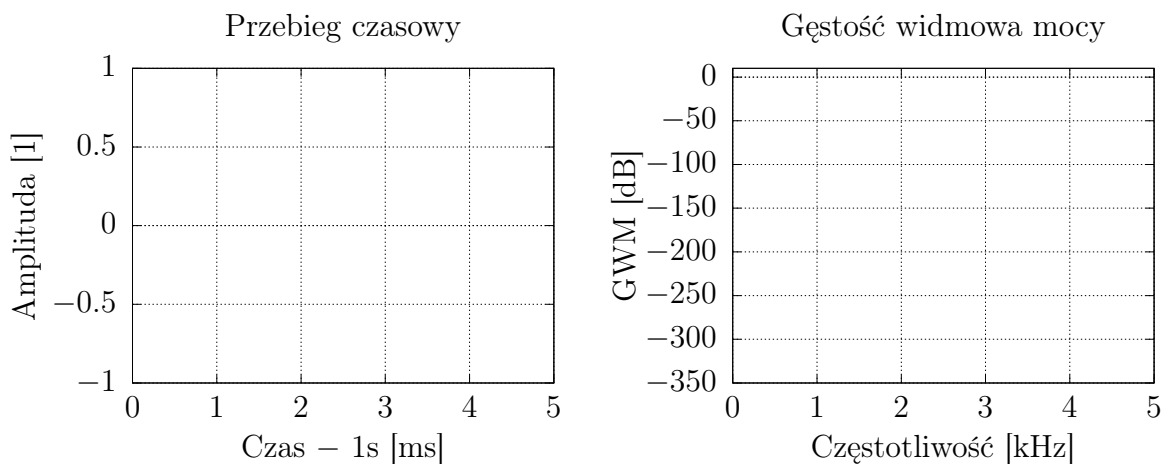 Przebieg czasowy
1
0.5
0
−0.5
−1
0 1 2 3 4 5
Amplituda [1]
Czas − 1s [ms]
Gęstość widmowa mocy
0
−50
−100
−150
−200
−250
−300
−350
0 1 2 3 4 5
GWM [dB]
Częstotliwość [kHz]